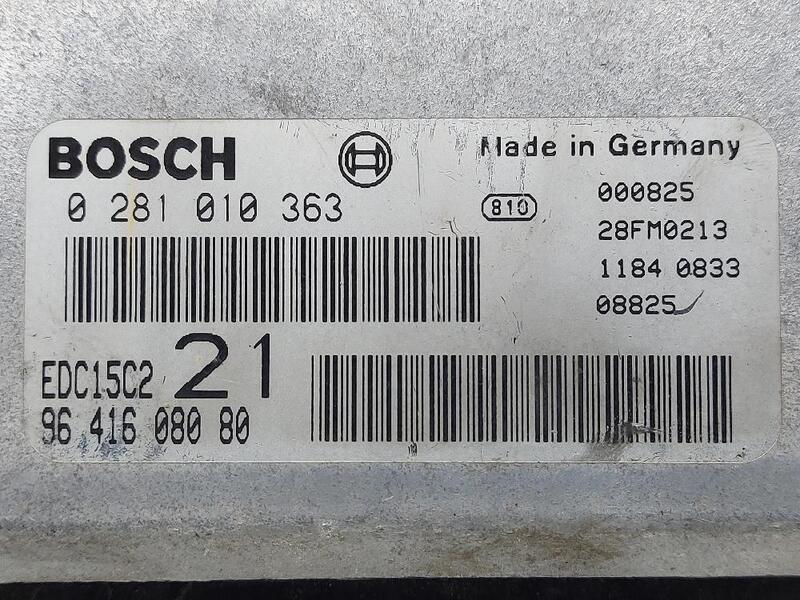 BOSCH
Made in Germany
0 281 010 363
810
000825
28FM0213
1184 0833
08825
EDC15C2
21
96 416 080 80